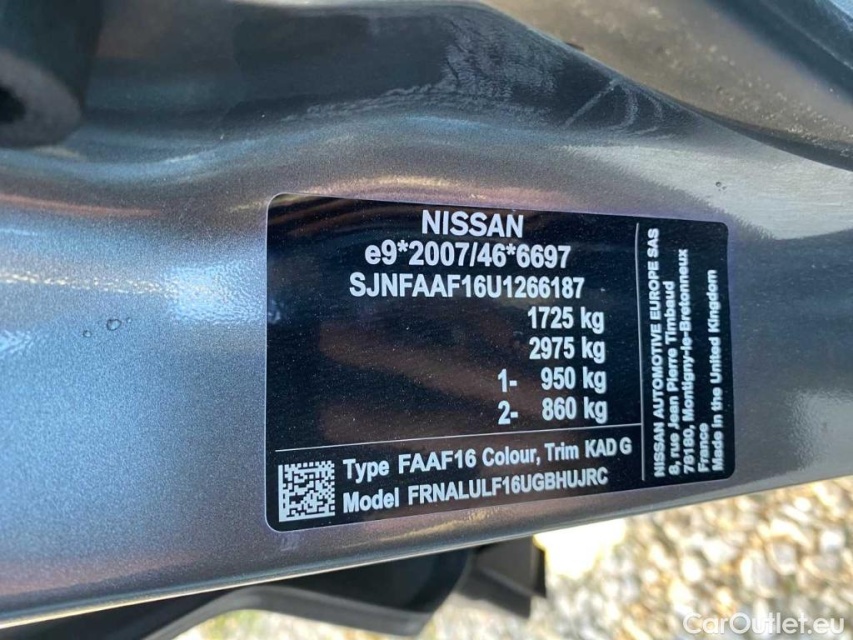 NISSAN
e9*2007/46*6697
SJNFAAF16U1266187
1725 kg
2975 kg
1- 950 kg
2- 860 kg
Type FAAF16 Colour, Trim KAD G
Model FRNALULF16UGBHUJRC
NISSAN AUTOMOTIVE EUROPE SAS
8, rue Jean Pierre Timbaud
78180, Montigny-le-Bretonneux
France
Made in the United Kingdom
CarOutlet.eu